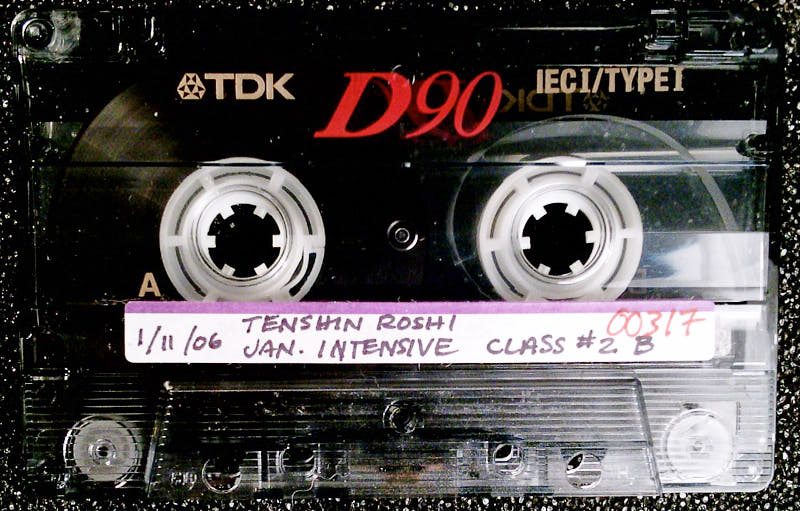 TDK D90 IECI/TYPEI
A
00317
1/11/06 TENSHIN ROSHI
JAN. INTENSIVE CLASS #2 B